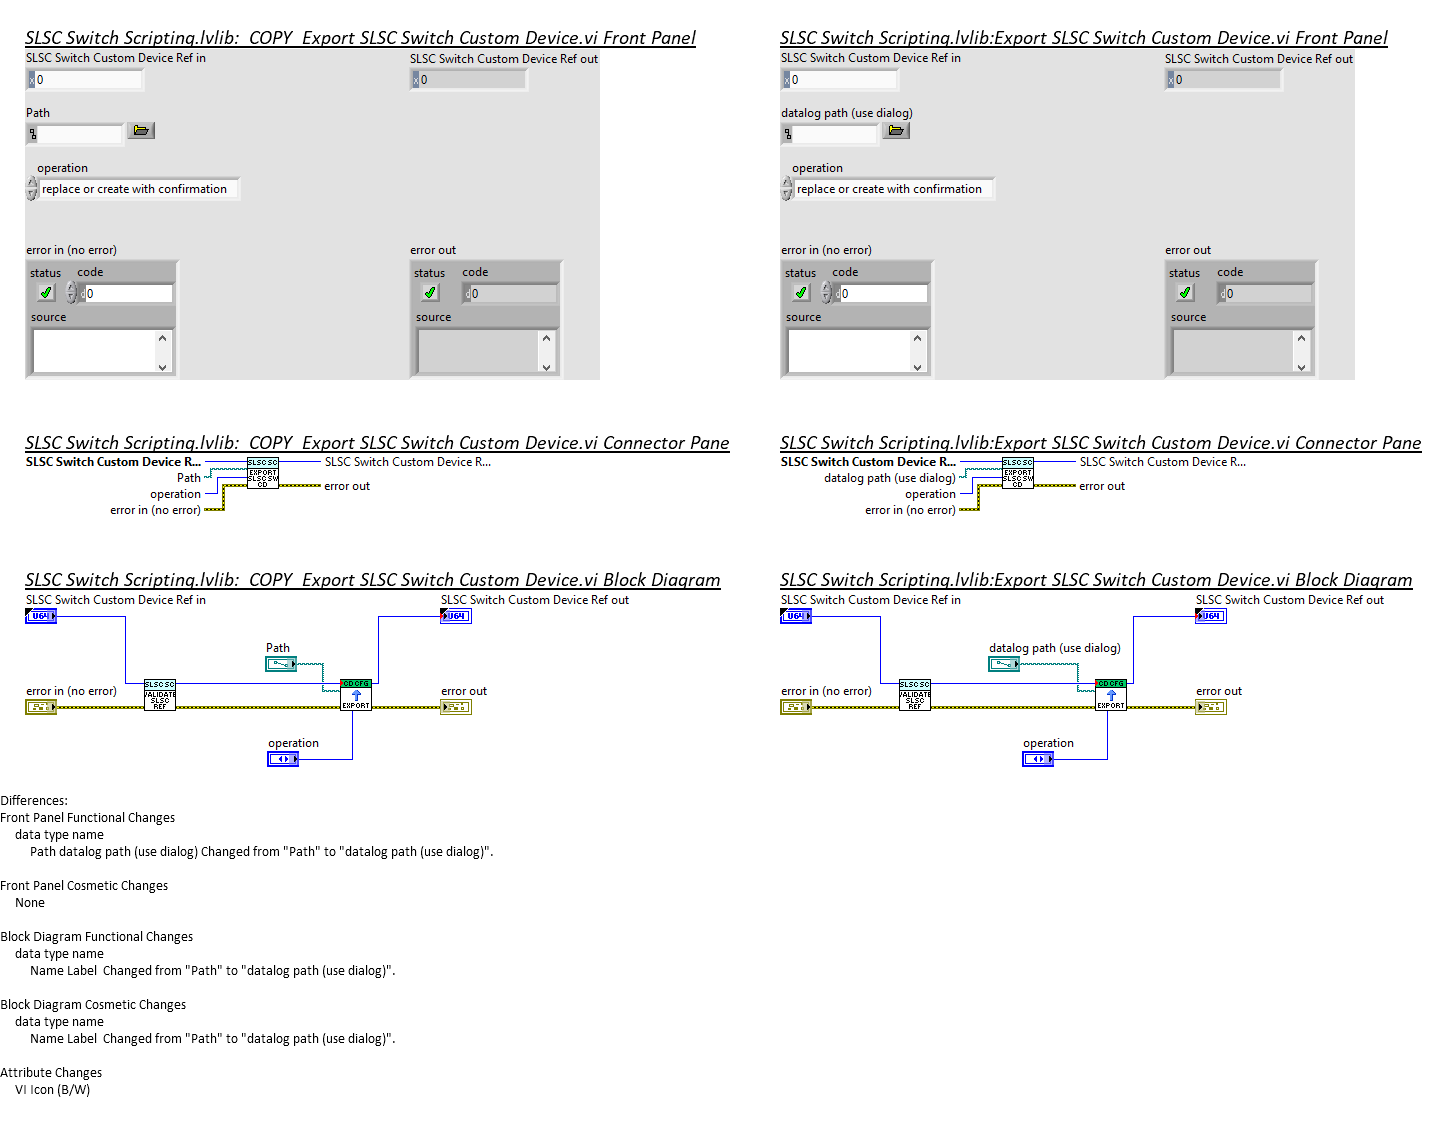 SLSC Switch Scripting.lvlib:_COPY_Export SLSC Switch Custom Device.vi Front Panel
SLSC Switch Custom Device Ref in
SLSC Switch Custom Device Ref out
x 0
x 0
Path
operation
replace or create with confirmation
error in (no error)
error out
status code
status code
d 0
d 0
source
source
SLSC Switch Scripting.lvlib:Export SLSC Switch Custom Device.vi Front Panel
SLSC Switch Custom Device Ref in
SLSC Switch Custom Device Ref out
x 0
x 0
datalog path (use dialog)
operation
replace or create with confirmation
error in (no error)
error out
status code
status code
d 0
d 0
source
source
SLSC Switch Scripting.lvlib:_COPY_Export SLSC Switch Custom Device.vi Connector Pane
SLSC Switch Custom Device R...
SLSC SC
SLSC Switch Custom Device R...
Path
EXPORT
SLSC SW
CD
operation
error out
error in (no error)
SLSC Switch Scripting.lvlib:Export SLSC Switch Custom Device.vi Connector Pane
SLSC Switch Custom Device R...
SLSC SC
SLSC Switch Custom Device R...
datalog path (use dialog)
EXPORT
SLSC SW
CD
operation
error out
error in (no error)
SLSC Switch Scripting.lvlib:_COPY_Export SLSC Switch Custom Device.vi Block Diagram
SLSC Switch Custom Device Ref in
SLSC Switch Custom Device Ref out
U64
U64
Path
SLSC SC
CD CFG
error in (no error)
VALIDATE
SLSC
REF
EXPORT
error out
operation
SLSC Switch Scripting.lvlib:Export SLSC Switch Custom Device.vi Block Diagram
SLSC Switch Custom Device Ref in
SLSC Switch Custom Device Ref out
U64
U64
datalog path (use dialog)
SLSC SC
CD CFG
error in (no error)
VALIDATE
SLSC
REF
EXPORT
error out
operation
Differences:
Front Panel Functional Changes
data type name
Path datalog path (use dialog) Changed from "Path" to "datalog path (use dialog)".
Front Panel Cosmetic Changes
None
Block Diagram Functional Changes
data type name
Name Label  Changed from "Path" to "datalog path (use dialog)".
Block Diagram Cosmetic Changes
data type name
Name Label  Changed from "Path" to "datalog path (use dialog)".
Attribute Changes
VI Icon (B/W)